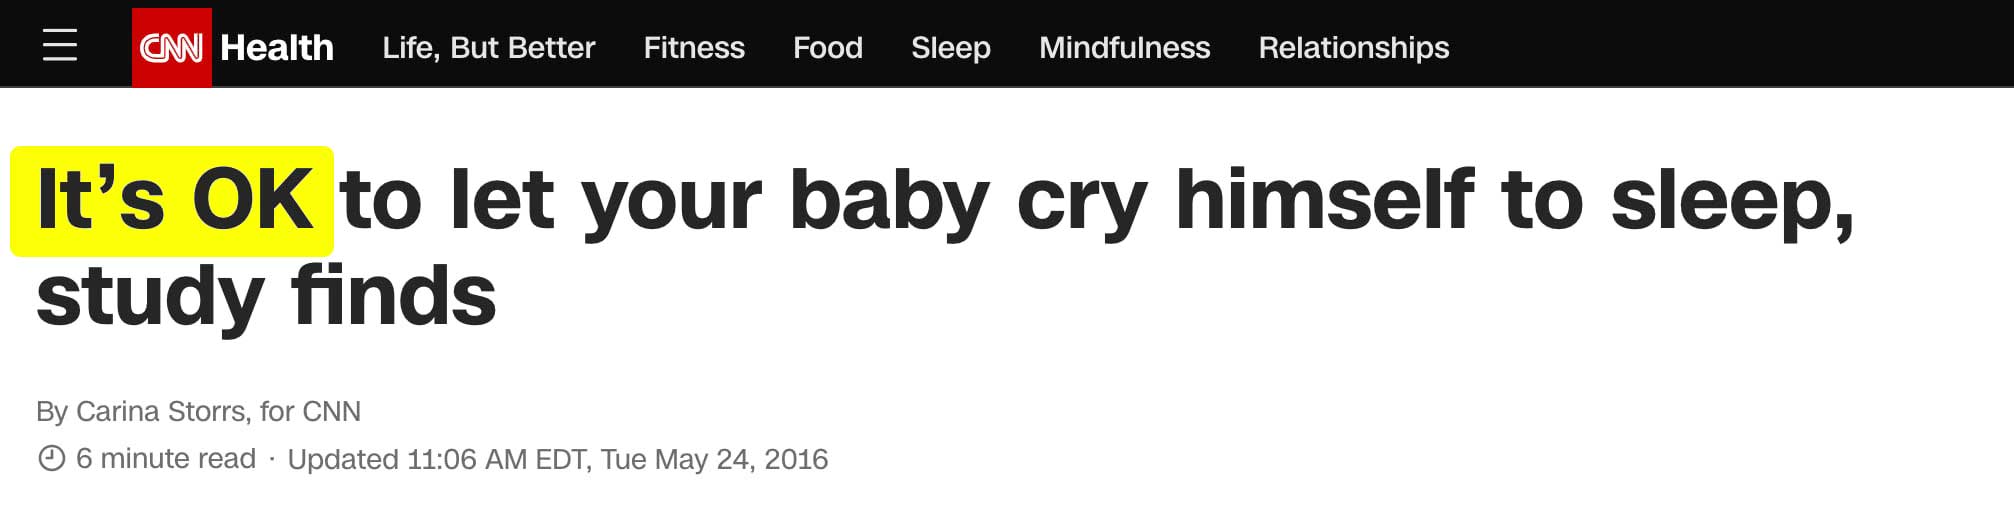 CNN Health Life, But Better Fitness Food Sleep Mindfulness Relationships
It’s OK to let your baby cry himself to sleep,
study finds
By Carina Storrs, for CNN
6 minute read · Updated 11:06 AM EDT, Tue May 24, 2016